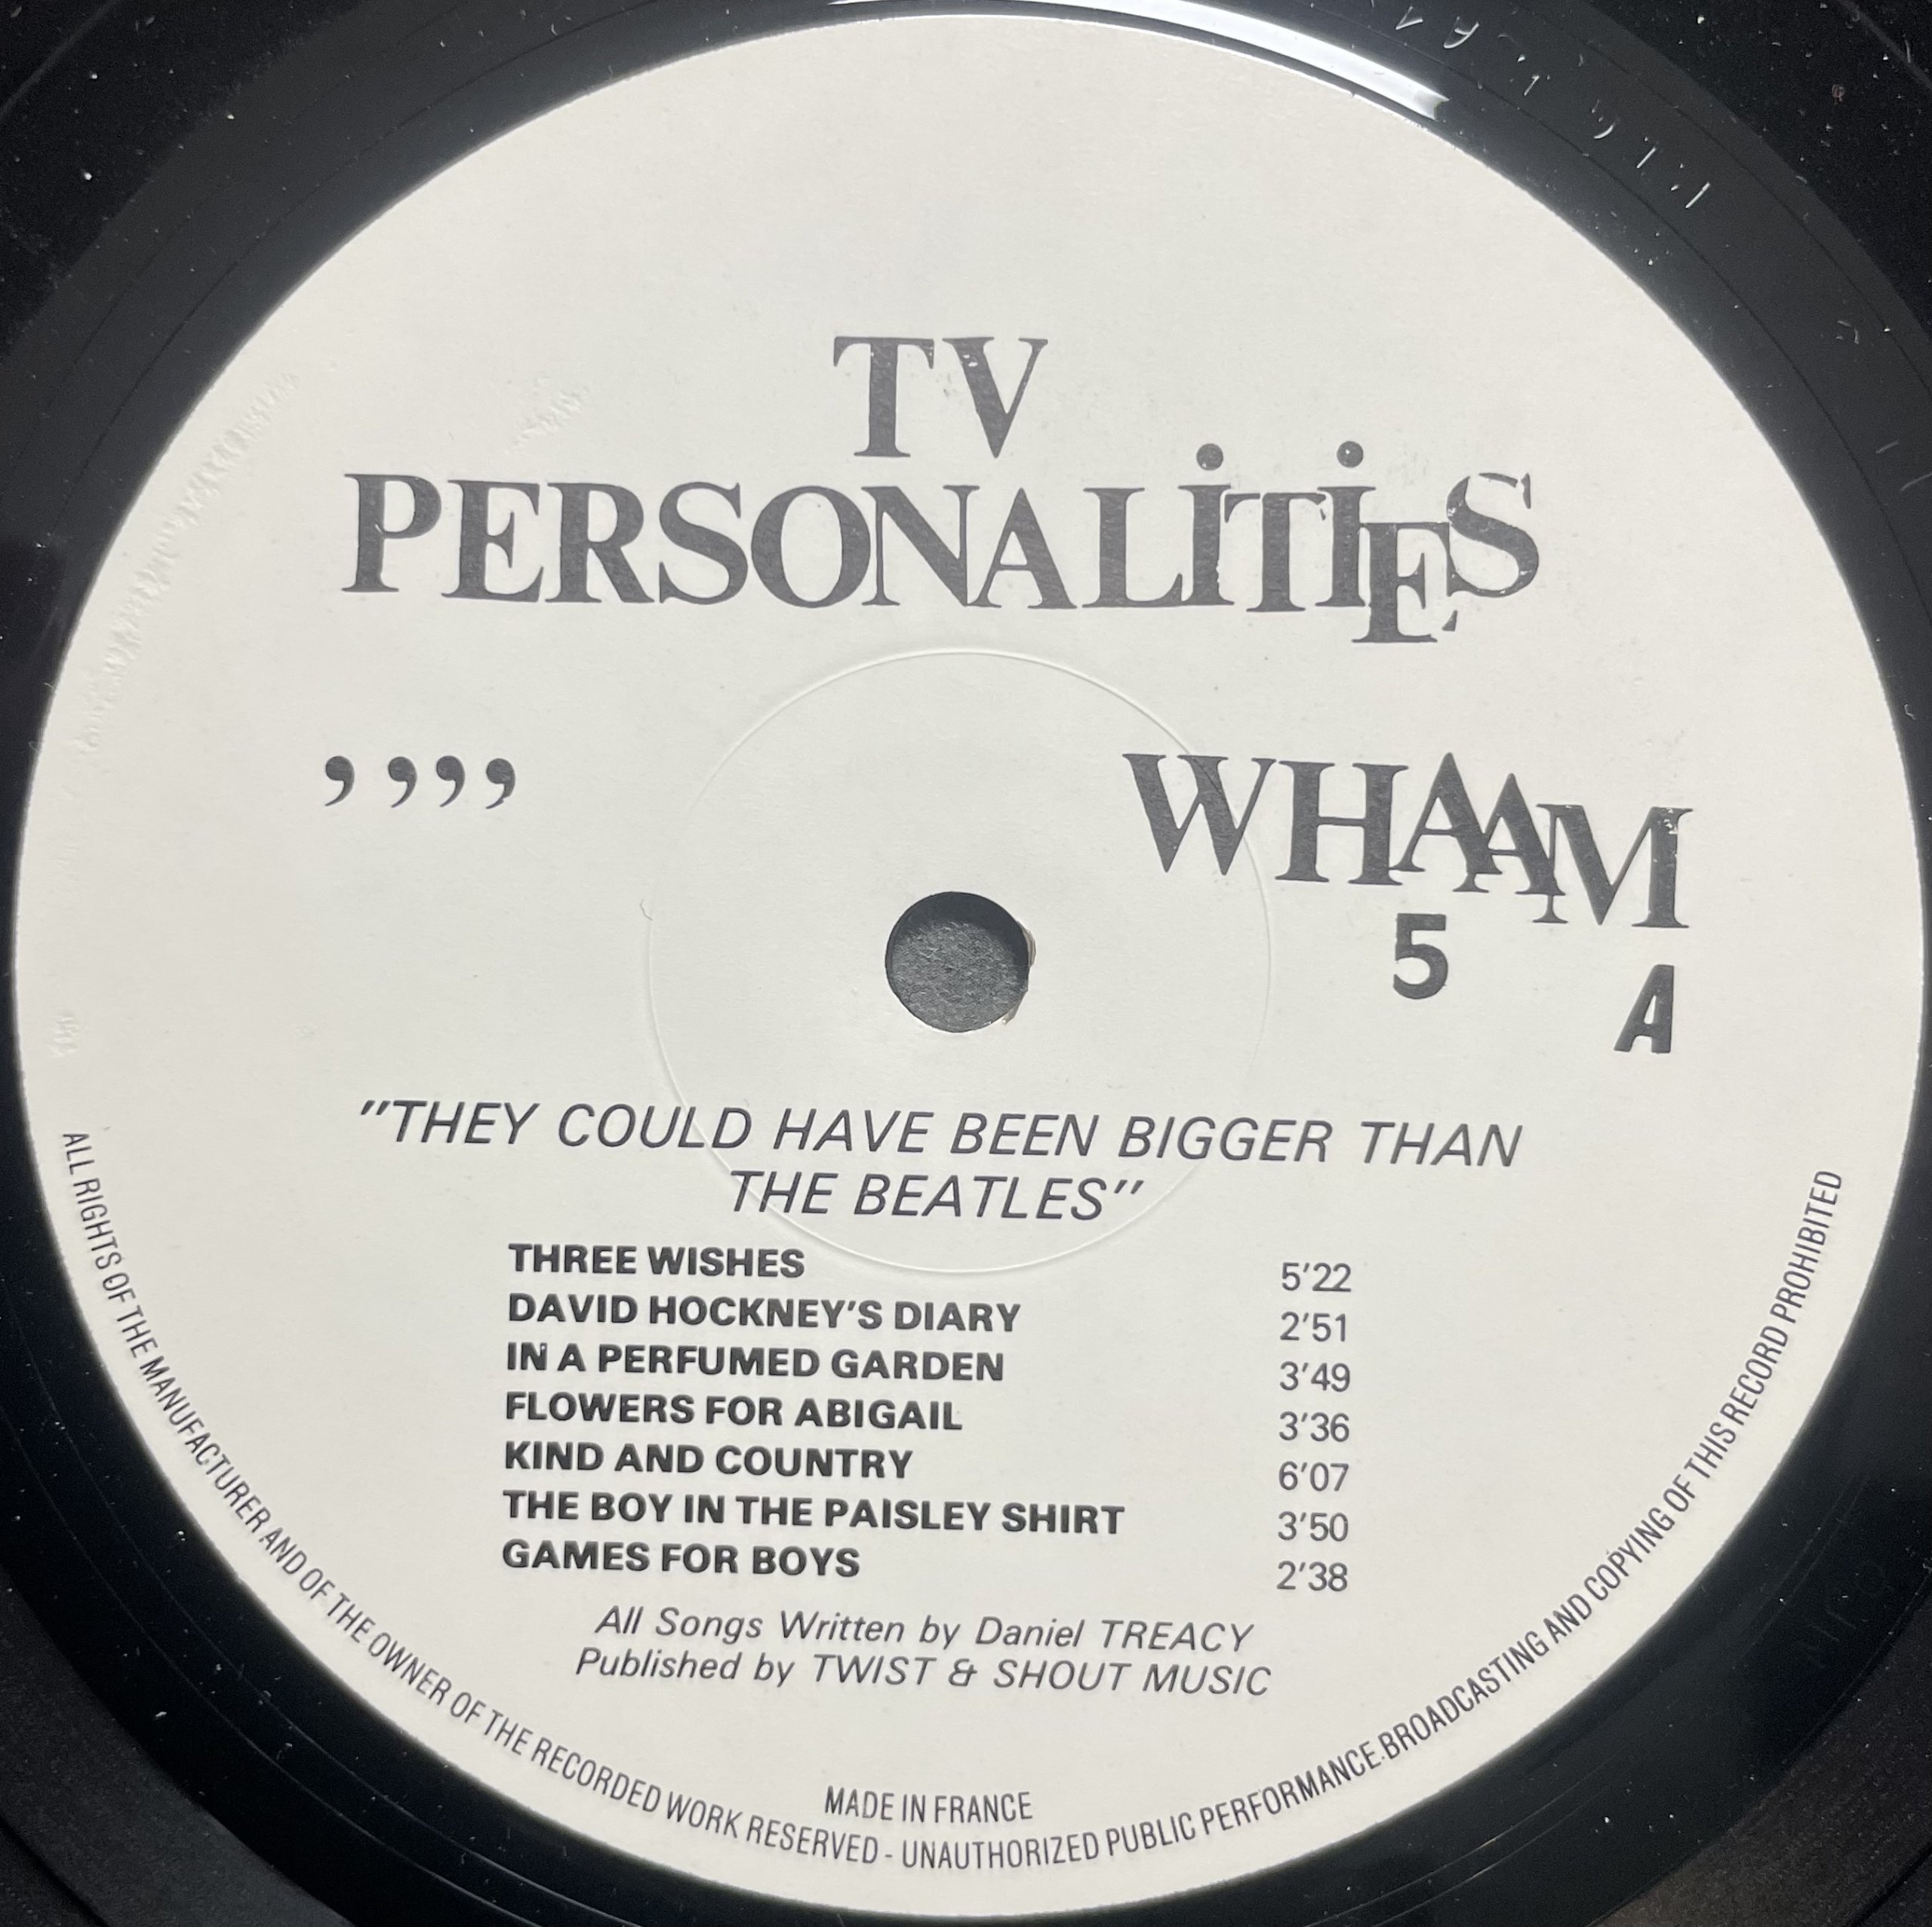 TV
PERSONALiTiES
, , , ,
WHAAM
5
A
"THEY COULD HAVE BEEN BIGGER THAN
THE BEATLES"
THREE WISHES 5'22
DAVID HOCKNEY'S DIARY 2'51
IN A PERFUMED GARDEN 3'49
FLOWERS FOR ABIGAIL 3'36
KIND AND COUNTRY 6'07
THE BOY IN THE PAISLEY SHIRT 3'50
GAMES FOR BOYS 2'38
All Songs Written by Daniel TREACY
Published by TWIST & SHOUT MUSIC
MADE IN FRANCE
ALL RIGHTS OF THE MANUFACTURER AND OF THE OWNER OF THE RECORDED WORK RESERVED - UNAUTHORIZED PUBLIC PERFORMANCE.BROADCASTING AND COPYING OF THIS RECORD PROHIBITED